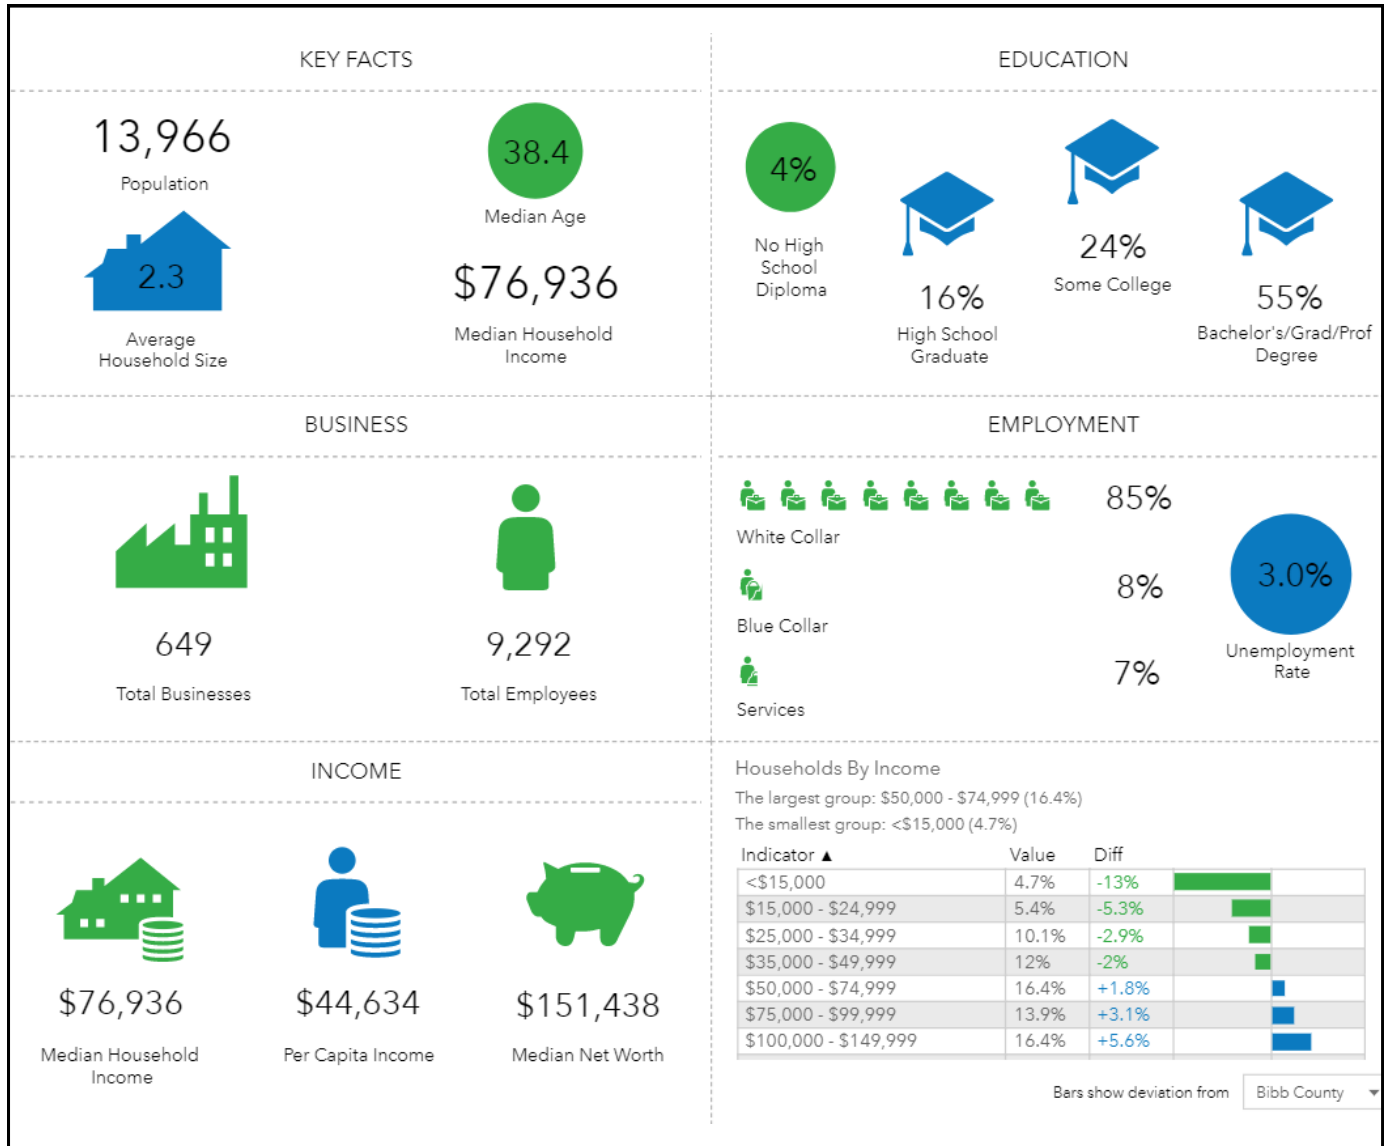 KEY FACTS
13,966
Population
38.4
Median Age
2.3
Average
Household Size
$76,936
Median Household
Income
EDUCATION
4%
No High
School
Diploma
16%
High School
Graduate
24%
Some College
55%
Bachelor's/Grad/Prof
Degree
BUSINESS
649
Total Businesses
9,292
Total Employees
EMPLOYMENT
85%
White Collar
8%
Blue Collar
7%
Services
3.0%
Unemployment
Rate
INCOME
$76,936
Median Household
Income
$44,634
Per Capita Income
$151,438
Median Net Worth
Households By Income
The largest group: $50,000 - $74,999 (16.4%)
The smallest group: <$15,000 (4.7%)
Indicator ▲ Value Diff
<$15,000 4.7% -13%
$15,000 - $24,999 5.4% -5.3%
$25,000 - $34,999 10.1% -2.9%
$35,000 - $49,999 12% -2%
$50,000 - $74,999 16.4% +1.8%
$75,000 - $99,999 13.9% +3.1%
$100,000 - $149,999 16.4% +5.6%
Bars show deviation from Bibb County